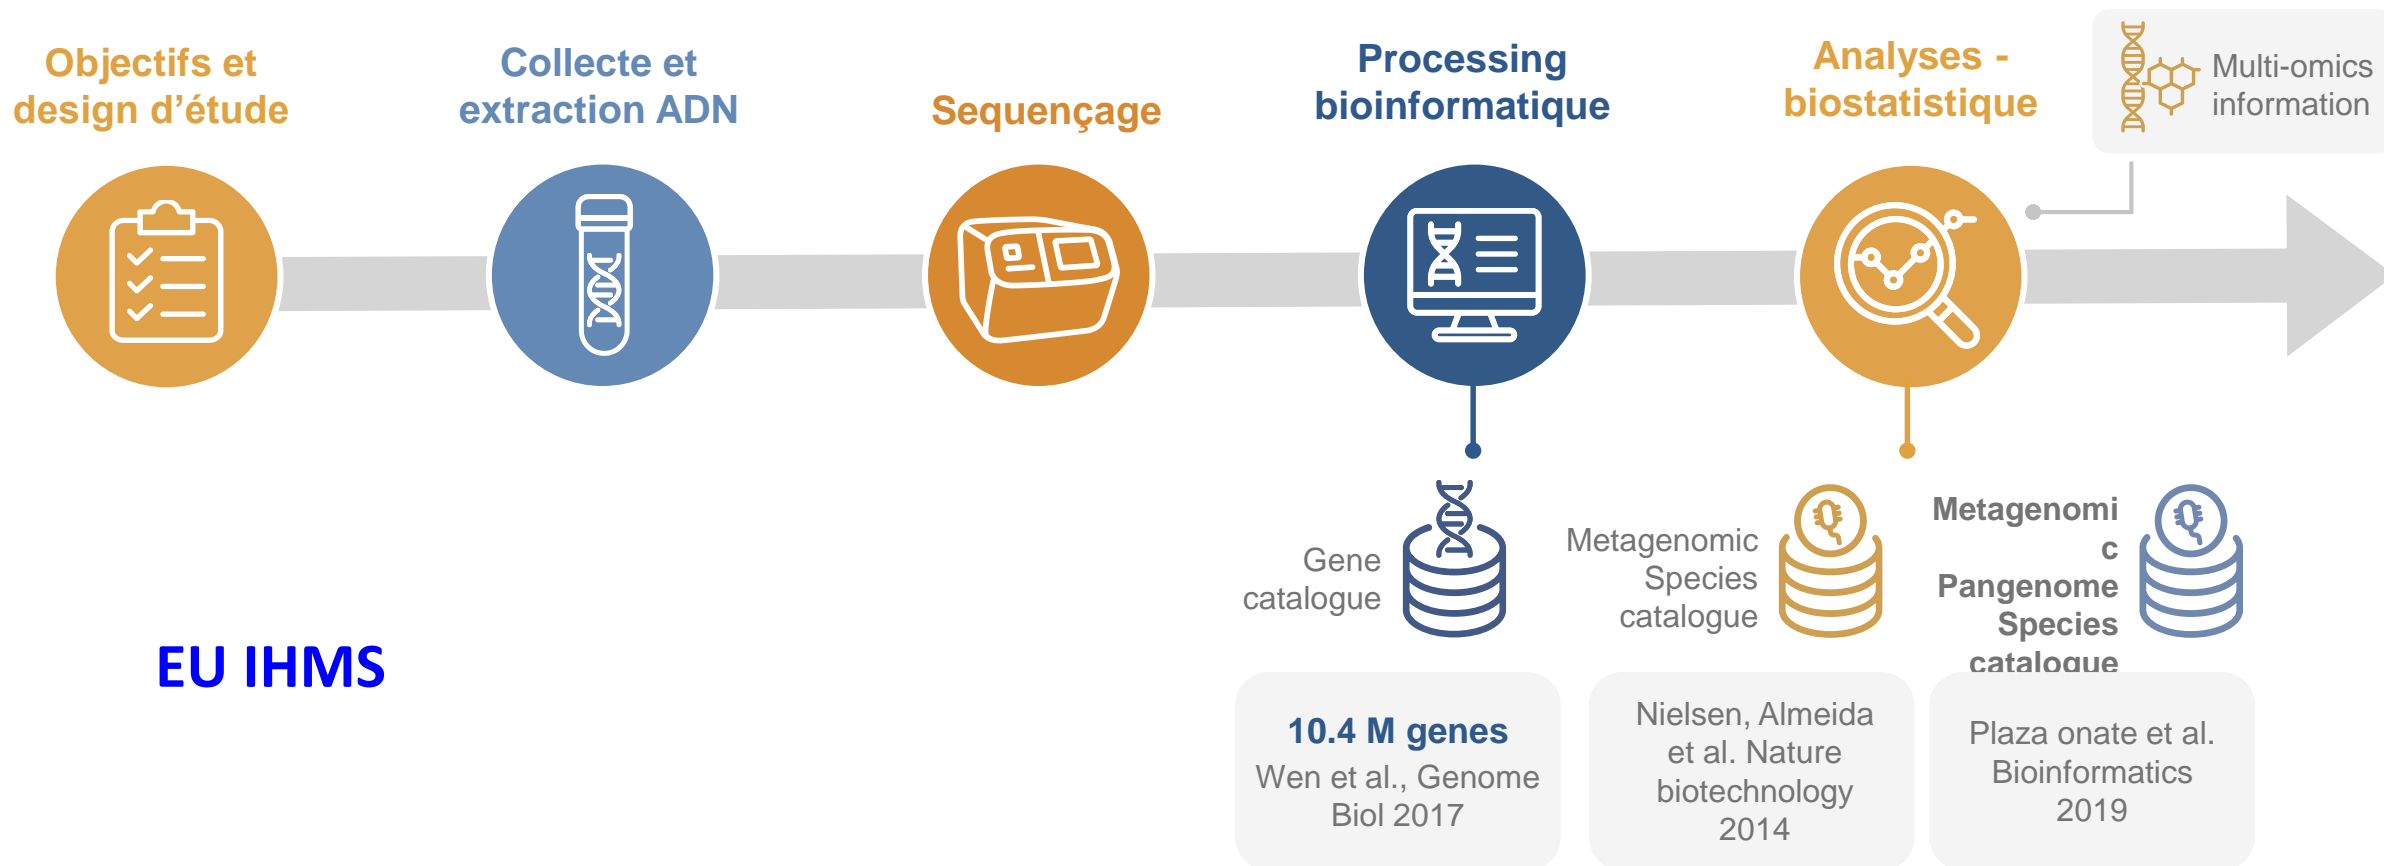 Objectifs et
design d’étude
Collecte et
extraction ADN
Sequençage
Processing
bioinformatique
Analyses -
biostatistique
Multi-omics
information
Gene
catalogue
Metagenomic
Species
catalogue
Metagenomi
c
Pangenome
Species
catalogue
EU IHMS
10.4 M genes
Wen et al., Genome
Biol 2017
Nielsen, Almeida
et al. Nature
biotechnology
2014
Plaza onate et al.
Bioinformatics
2019